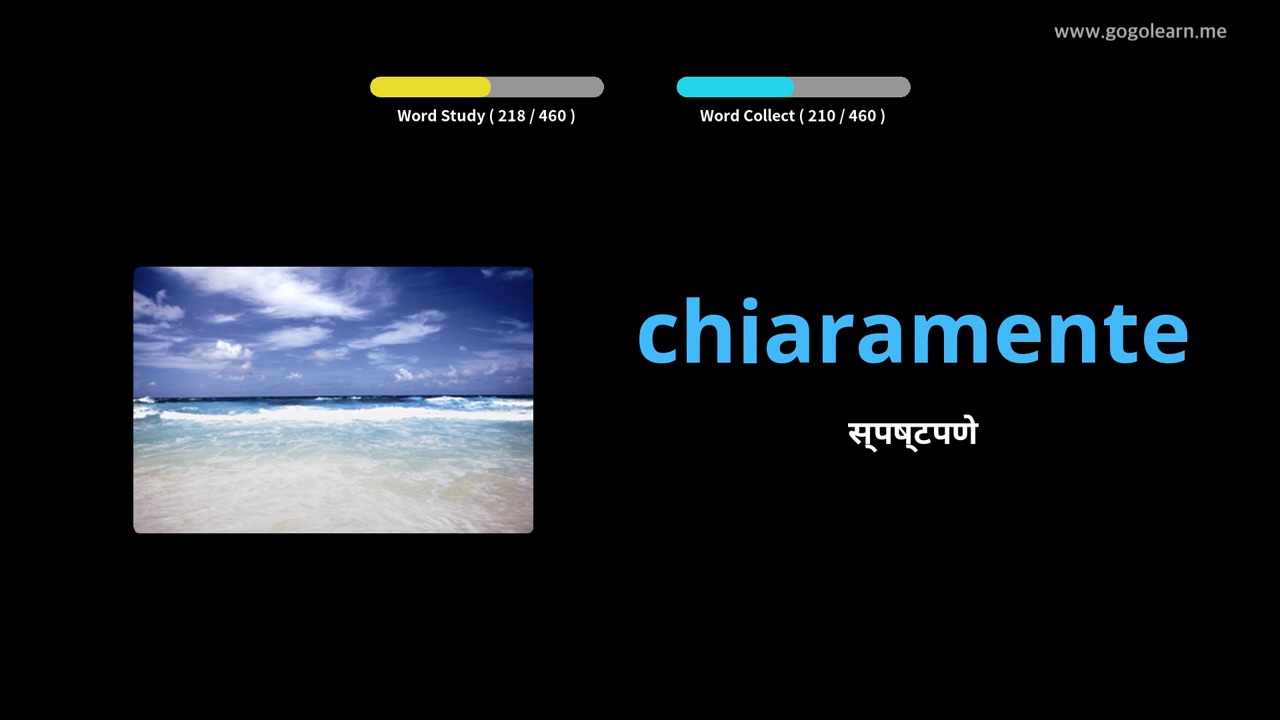 www.gogolearn.me
Word Study ( 218 / 460 )
Word Collect ( 210 / 460 )
chiaramente
स्पष्टपणे